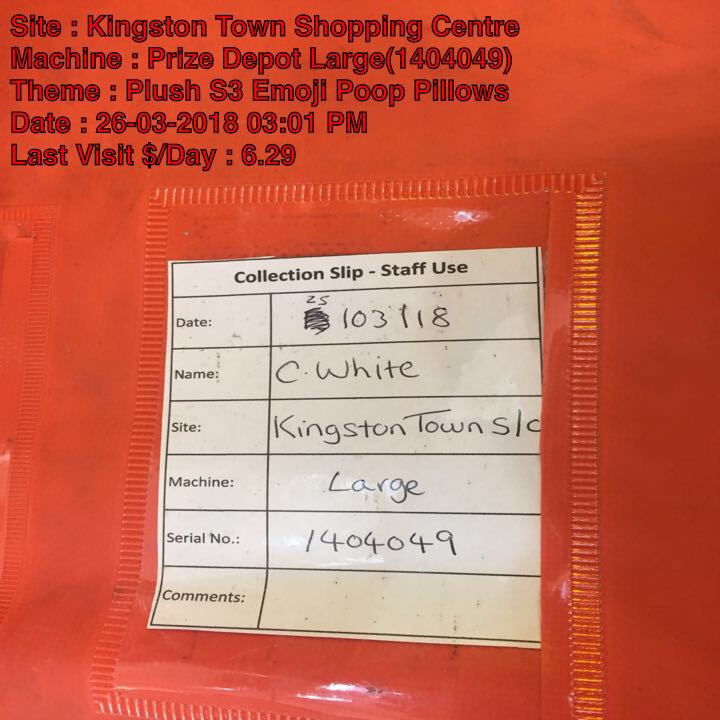 Site : Kingston Town Shopping Centre
Machine : Prize Depot Large(1404049)
Theme : Plush S3 Emoji Poop Pillows
Date : 26-03-2018 03:01 PM
Last Visit $/Day : 6.29
Collection Slip - Staff Use
Date: 25 /03/18
Name: C. White
Site: Kingston Town S/C
Machine: Large
Serial No.: 1404049
Comments: